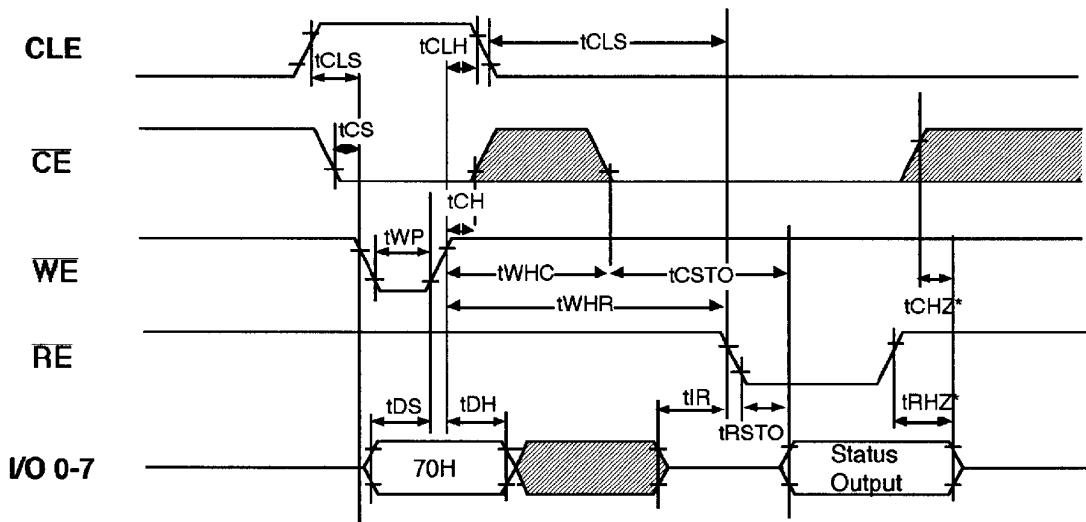 CLE
tCLS
tCLH
tCLS
CE
tCS
tCH
WE
tWP
tWHC
tCSTO
tWHR
tCHZ*
RE
tDS
tDH
tIR
tRSTO
tRHZ*
I/O 0-7
70H
Status
Output